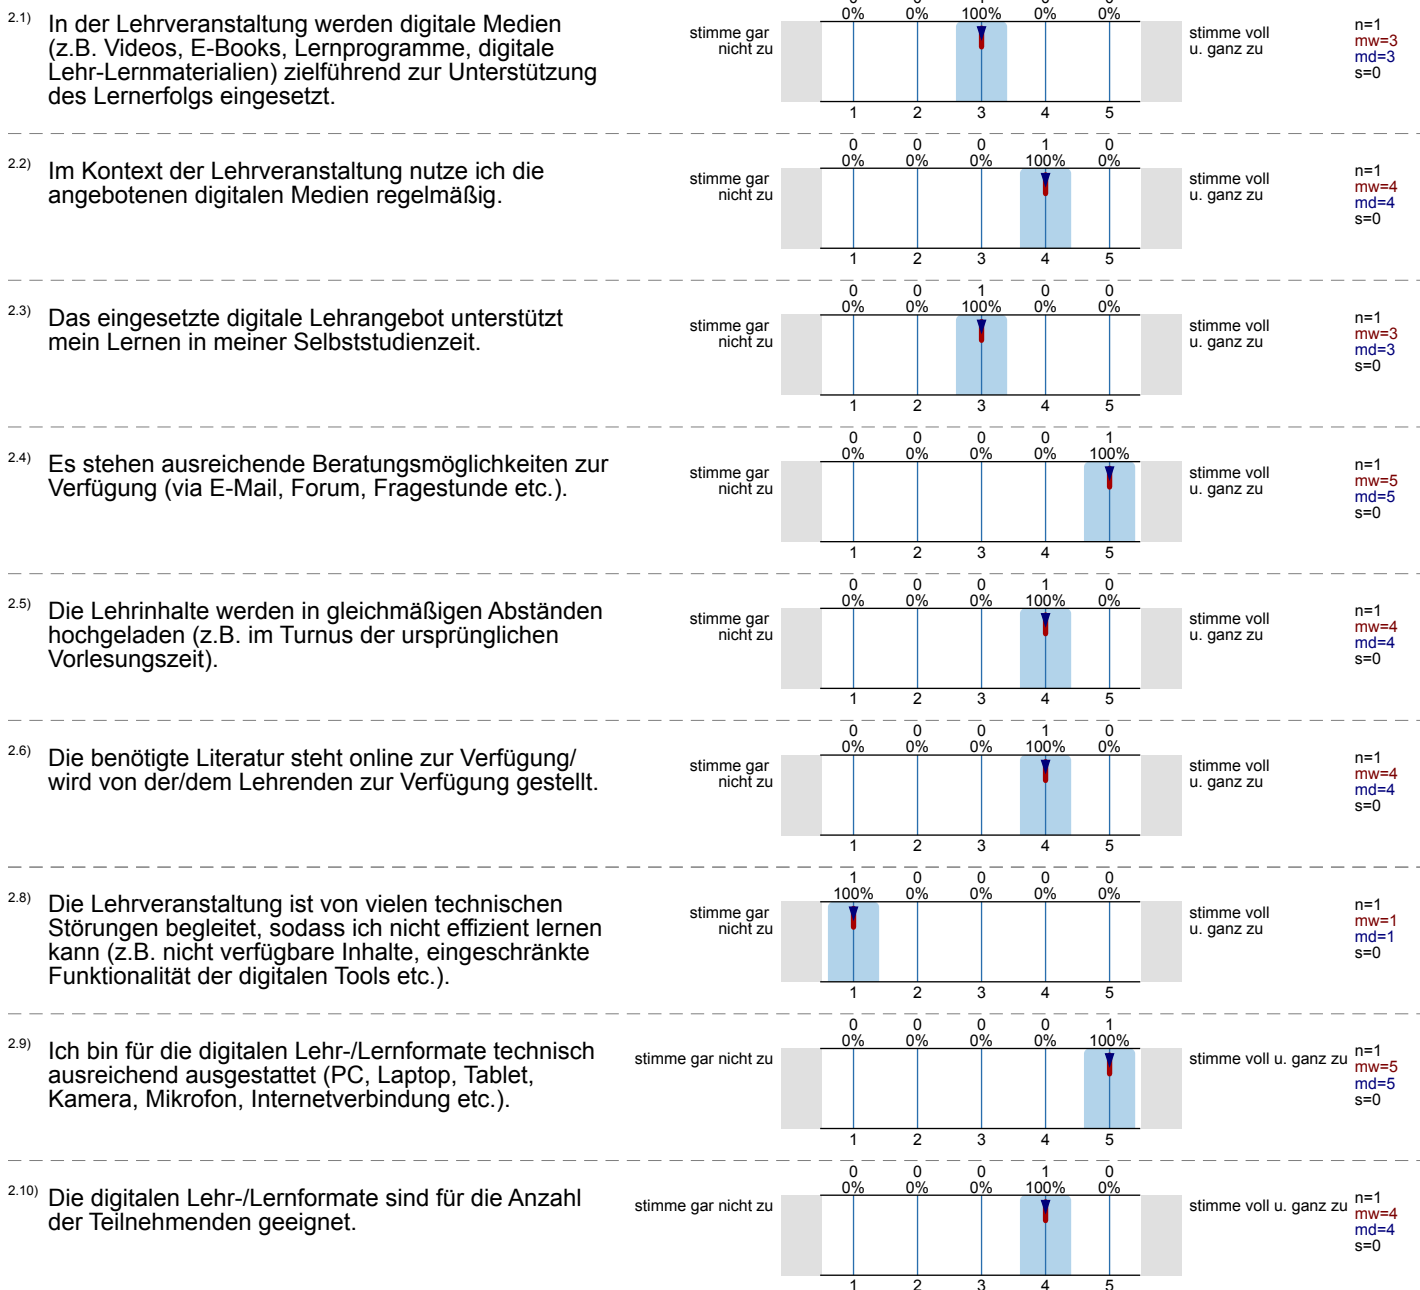 0 0 1 0 0
0% 0% 100% 0% 0%
2.1) In der Lehrveranstaltung werden digitale Medien
(z.B. Videos, E-Books, Lernprogramme, digitale
Lehr-Lernmaterialien) zielführend zur Unterstützung
des Lernerfolgs eingesetzt.
stimme gar
nicht zu
stimme voll
u. ganz zu
n=1
mw=3
md=3
s=0
1 2 3 4 5
0 0 0 1 0
0% 0% 0% 100% 0%
2.2) Im Kontext der Lehrveranstaltung nutze ich die
angebotenen digitalen Medien regelmäßig.
stimme gar
nicht zu
stimme voll
u. ganz zu
n=1
mw=4
md=4
s=0
1 2 3 4 5
0 0 1 0 0
0% 0% 100% 0% 0%
2.3) Das eingesetzte digitale Lehrangebot unterstützt
mein Lernen in meiner Selbststudienzeit.
stimme gar
nicht zu
stimme voll
u. ganz zu
n=1
mw=3
md=3
s=0
1 2 3 4 5
0 0 0 0 1
0% 0% 0% 0% 100%
2.4) Es stehen ausreichende Beratungsmöglichkeiten zur
Verfügung (via E-Mail, Forum, Fragestunde etc.).
stimme gar
nicht zu
stimme voll
u. ganz zu
n=1
mw=5
md=5
s=0
1 2 3 4 5
0 0 0 1 0
0% 0% 0% 100% 0%
2.5) Die Lehrinhalte werden in gleichmäßigen Abständen
hochgeladen (z.B. im Turnus der ursprünglichen
Vorlesungszeit).
stimme gar
nicht zu
stimme voll
u. ganz zu
n=1
mw=4
md=4
s=0
1 2 3 4 5
0 0 0 1 0
0% 0% 0% 100% 0%
2.6) Die benötigte Literatur steht online zur Verfügung/
wird von der/dem Lehrenden zur Verfügung gestellt.
stimme gar
nicht zu
stimme voll
u. ganz zu
n=1
mw=4
md=4
s=0
1 2 3 4 5
1 0 0 0 0
100% 0% 0% 0% 0%
2.8) Die Lehrveranstaltung ist von vielen technischen
Störungen begleitet, sodass ich nicht effizient lernen
kann (z.B. nicht verfügbare Inhalte, eingeschränkte
Funktionalität der digitalen Tools etc.).
stimme gar
nicht zu
stimme voll
u. ganz zu
n=1
mw=1
md=1
s=0
1 2 3 4 5
0 0 0 0 1
0% 0% 0% 0% 100%
2.9) Ich bin für die digitalen Lehr-/Lernformate technisch
ausreichend ausgestattet (PC, Laptop, Tablet,
Kamera, Mikrofon, Internetverbindung etc.).
stimme gar nicht zu
stimme voll u. ganz zu
n=1
mw=5
md=5
s=0
1 2 3 4 5
0 0 0 1 0
0% 0% 0% 100% 0%
2.10) Die digitalen Lehr-/Lernformate sind für die Anzahl
der Teilnehmenden geeignet.
stimme gar nicht zu
stimme voll u. ganz zu
n=1
mw=4
md=4
s=0
1 2 3 4 5